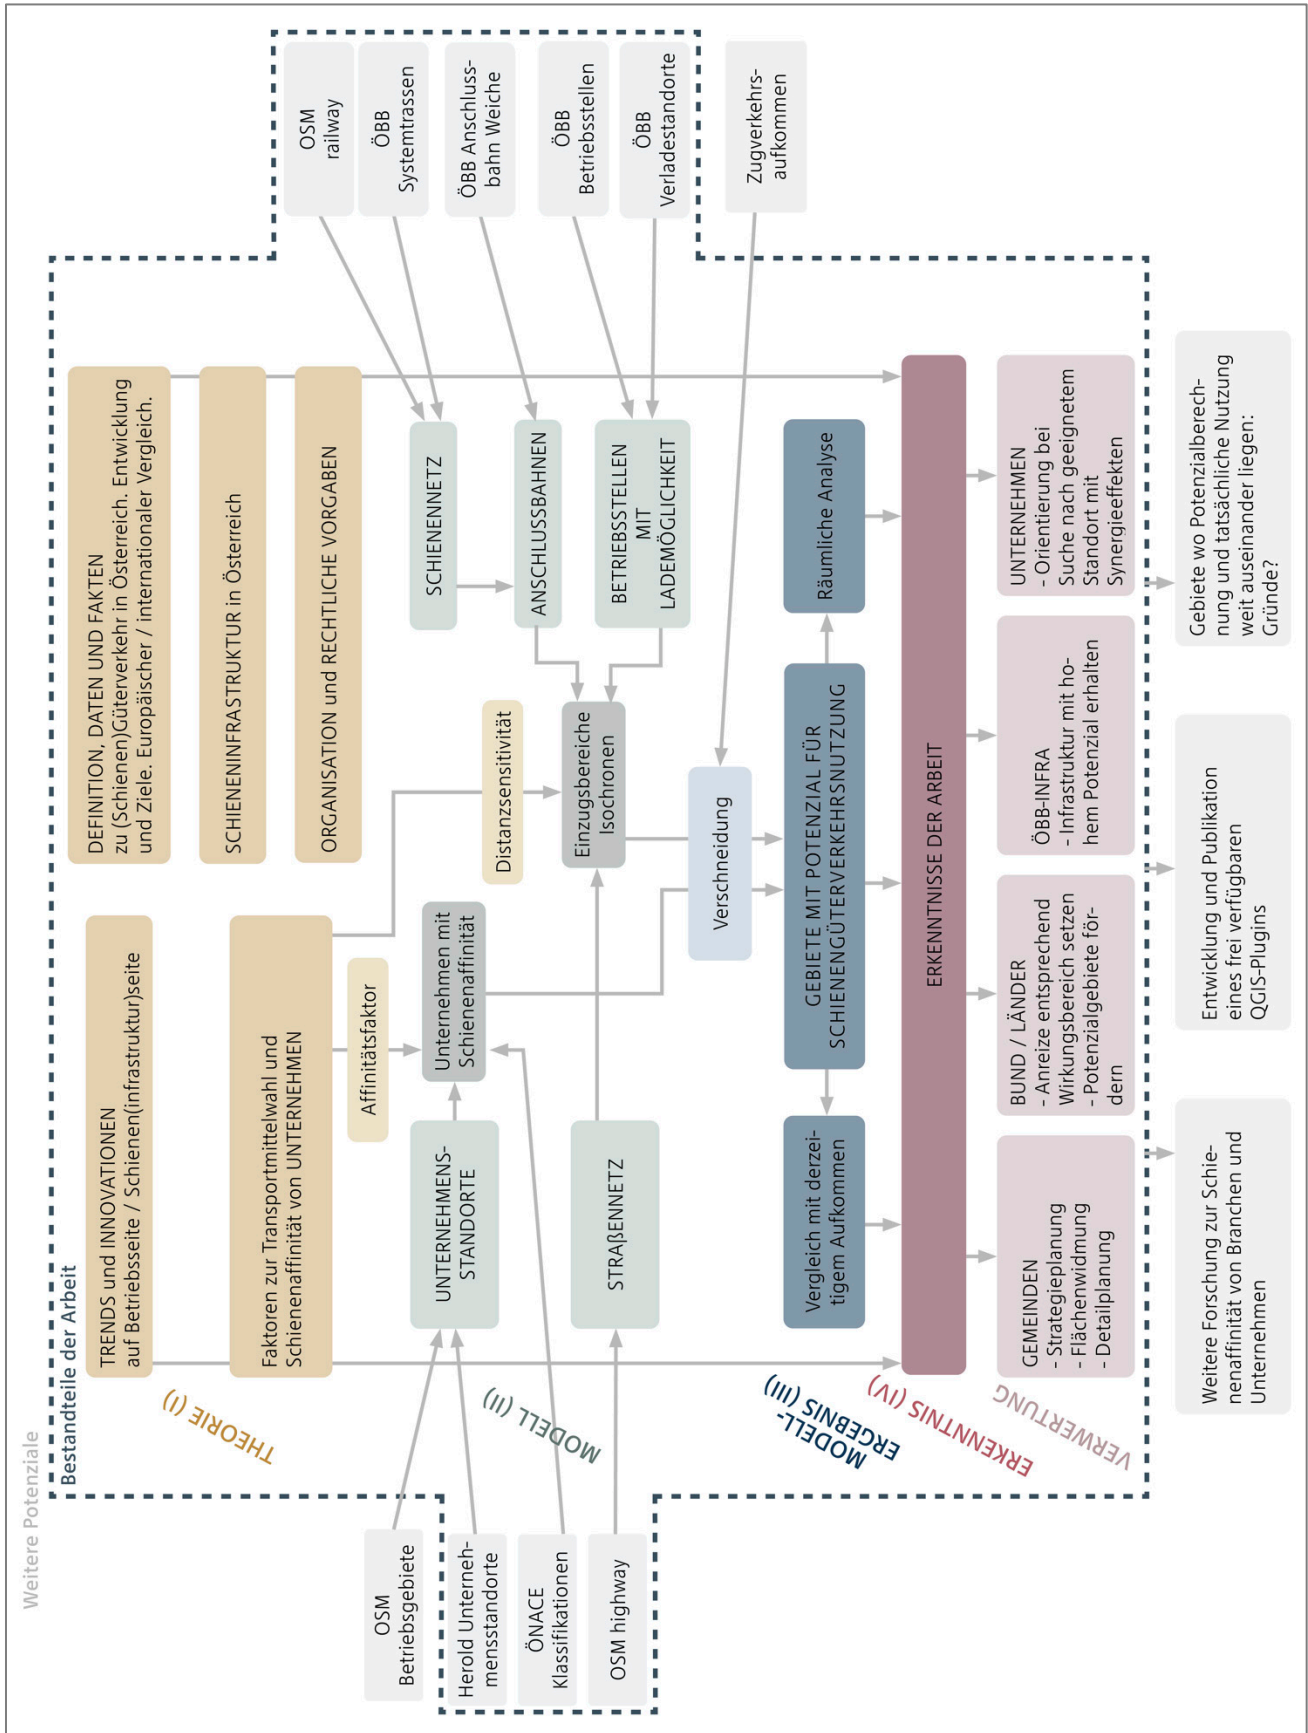 Weitere Potenziale
Bestandteile der Arbeit
THEORIE (I)
TRENDS und INNOVATIONEN
auf Betriebsseite / Schienen(infrastruktur)seite
DEFINITION, DATEN UND FAKTEN
zu (Schienen)Güterverkehr in Österreich. Entwicklung
und Ziele. Europäischer / internationaler Vergleich.
SCHIENENINFRASTRUKTUR in Österreich
Faktoren zur Transportmittelwahl und
Schienenaffinität von UNTERNEHMEN
ORGANISATION und RECHTLICHE VORGABEN
Affinitätsfaktor
Distanzsensitivität
MODELL (II)
OSM
Betriebsgebiete
Herold Unterneh-
mensstandorte
ÖNACE
Klassifikationen
OSM highway
UNTERNEHMENS-
STANDORTE
Unternehmen mit
Schienenaffinität
STRAßENNETZ
Einzugsbereiche
Isochronen
SCHIENENNETZ
ANSCHLUSSBAHNEN
BETRIEBSSTELLEN
MIT
LADEMÖGLICHKEIT
OSM
railway
ÖBB
Systemtrassen
ÖBB Anschluss-
bahn Weiche
ÖBB
Betriebsstellen
ÖBB
Verladestandorte
Zugverkehrs-
aufkommen
Verschneidung
MODELL-
ERGEBNIS (III)
Vergleich mit derzei-
tigem Aufkommen
GEBIETE MIT POTENZIAL FÜR
SCHIENENGÜTERVERKEHRSNUTZUNG
Räumliche Analyse
ERKENNTNIS (IV)
ERKENNTNISSE DER ARBEIT
VERWERTUNG
GEMEINDEN
- Strategieplanung
- Flächenwidmung
- Detailplanung
BUND / LÄNDER
- Anreize entsprechend
Wirkungsbereich setzen
- Potenzialgebiete för-
dern
ÖBB-INFRA
- Infrastruktur mit ho-
hem Potenzial erhalten
UNTERNEHMEN
- Orientierung bei
Suche nach geeignetem
Standort mit
Synergieeffekten
Weitere Forschung zur Schie-
nenaffinität von Branchen und
Unternehmen
Entwicklung und Publikation
eines frei verfügbaren
QGIS-Plugins
Gebiete wo Potenzialberech-
nung und tatsächliche Nutzung
weit auseinander liegen:
Gründe?